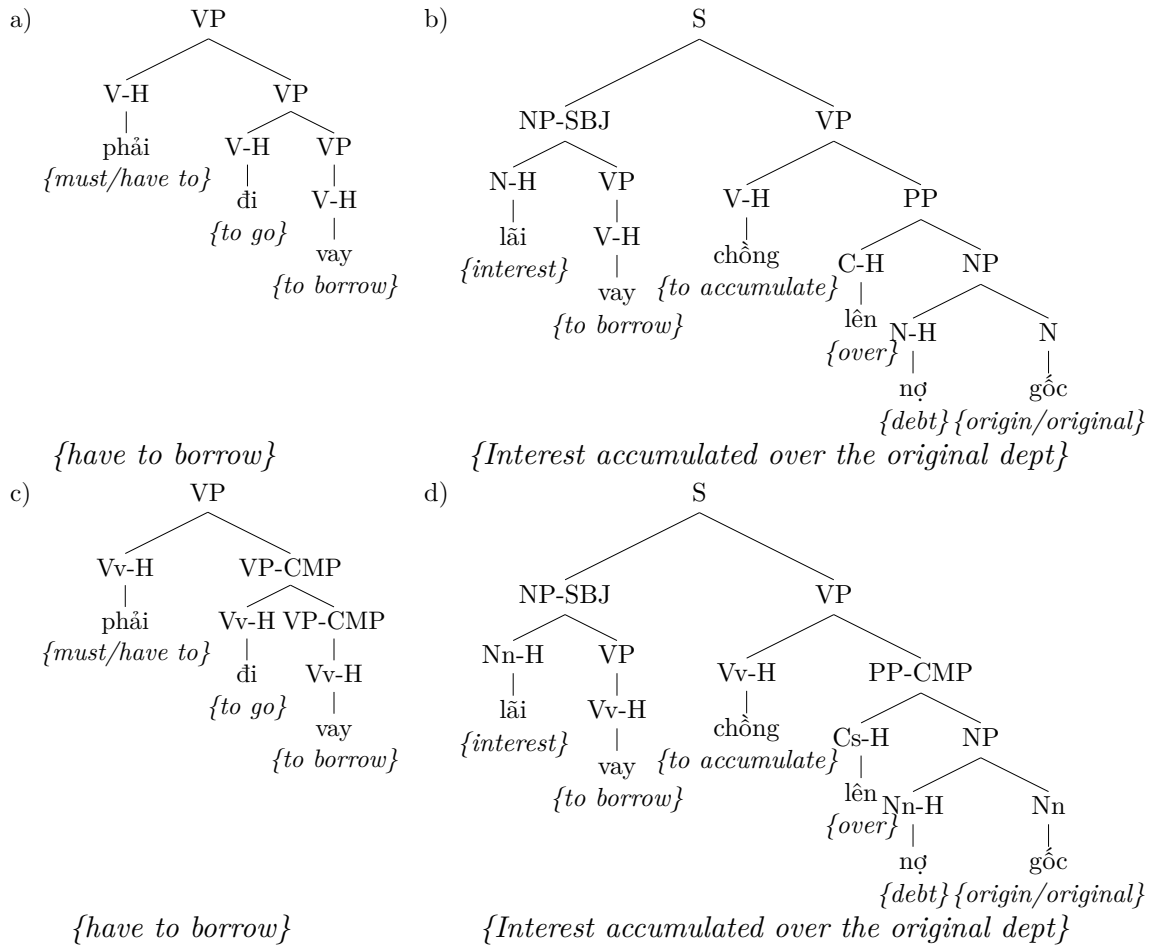 a)
VP
V-H VP
phải V-H VP
{must/have to} đi V-H
{to go} vay
{to borrow}
{have to borrow}
b)
S
NP-SBJ VP
N-H VP V-H PP
lãi V-H chồng C-H NP
{interest} vay {to accumulate} lên N-H N
{to borrow} {over} nợ gốc
{debt} {origin/original}
{Interest accumulated over the original dept}
c)
VP
Vv-H VP-CMP
phải Vv-H VP-CMP
{must/have to} đi Vv-H
{to go} vay
{to borrow}
{have to borrow}
d)
S
NP-SBJ VP
Nn-H VP Vv-H PP-CMP
lãi Vv-H chồng Cs-H NP
{interest} vay {to accumulate} lên Nn-H Nn
{to borrow} {over} nợ gốc
{debt} {origin/original}
{Interest accumulated over the original dept}